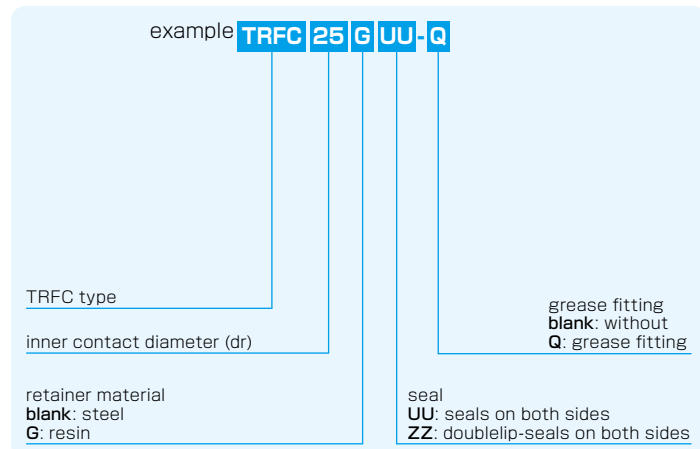 example TRFC 25 G UU-Q
TRFC type
inner contact diameter (dr)
retainer material
blank: steel
G: resin
grease fitting
blank: without
Q: grease fitting
seal
UU: seals on both sides
ZZ: doublelip-seals on both sides